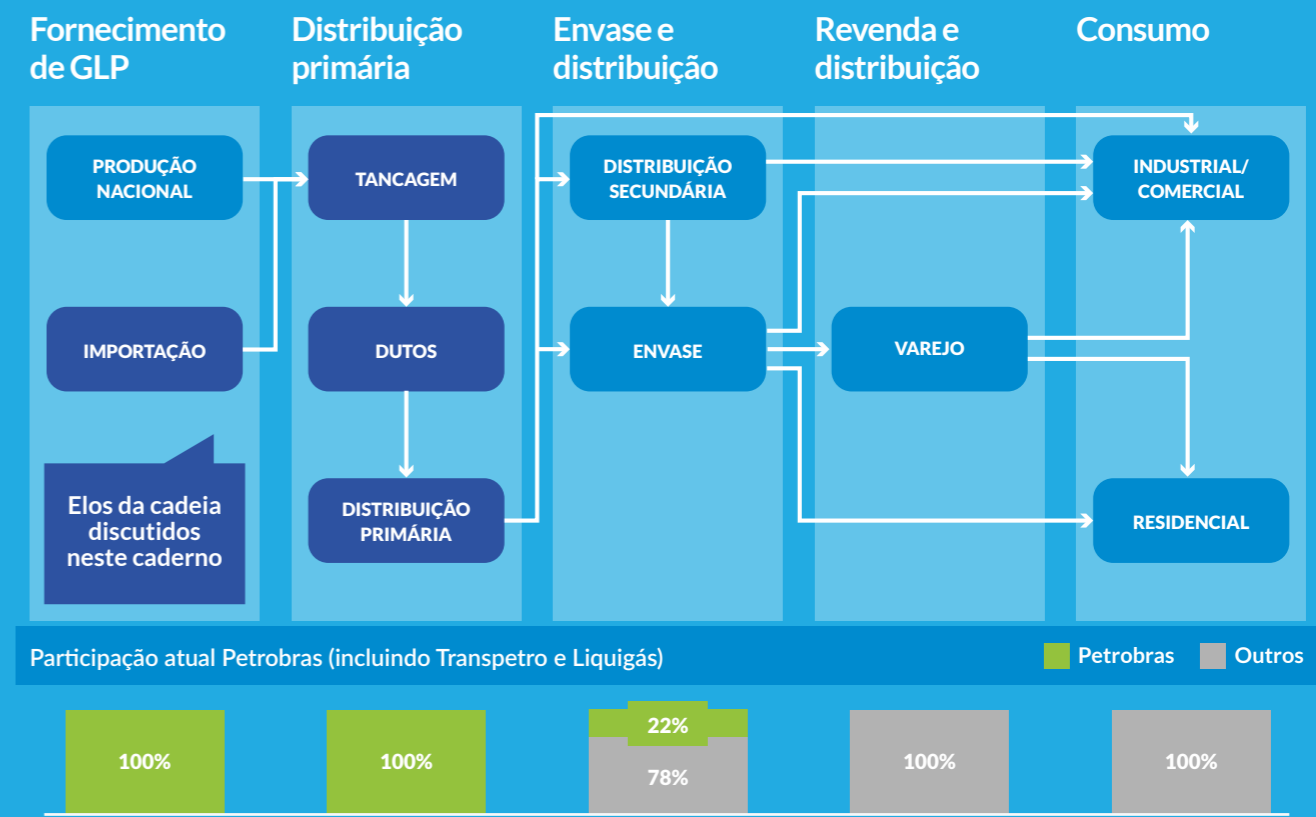 Fornecimento
de GLP
Distribuição
primária
Envase e
distribuição
Revenda e
distribuição
Consumo
PRODUÇÃO
NACIONAL
TANCAGEM
DISTRIBUIÇÃO
SECUNDÁRIA
INDUSTRIAL/
COMERCIAL
IMPORTAÇÃO
DUTOS
ENVASE
VAREJO
Elos da cadeia
discutidos
neste caderno
DISTRIBUIÇÃO
PRIMÁRIA
RESIDENCIAL
Participação atual Petrobras (incluindo Transpetro e Liquigás)
Petrobras
Outros
100%
100%
22%
78%
100%
100%